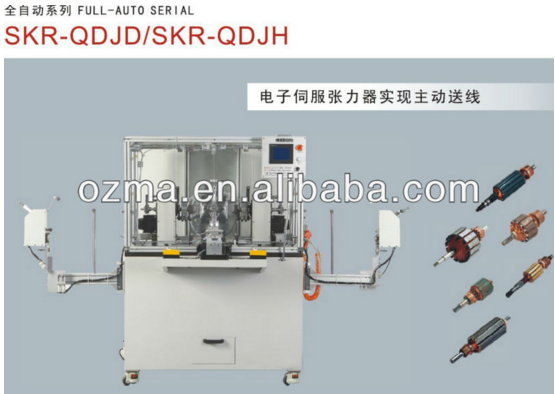 全自动系列 FULL-AUTO SERIAL
SKR-QDJD/SKR-QDJH
电子伺服张力器实现主动送线
ozma.en.alibaba.com